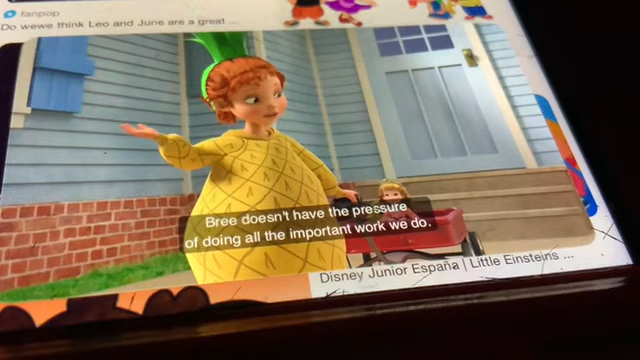 fanpop
Do wewe think Leo and June are a great ...
Bree doesn't have the pressure
of doing all the important work we do.
Disney Junior España | Little Einsteins ...